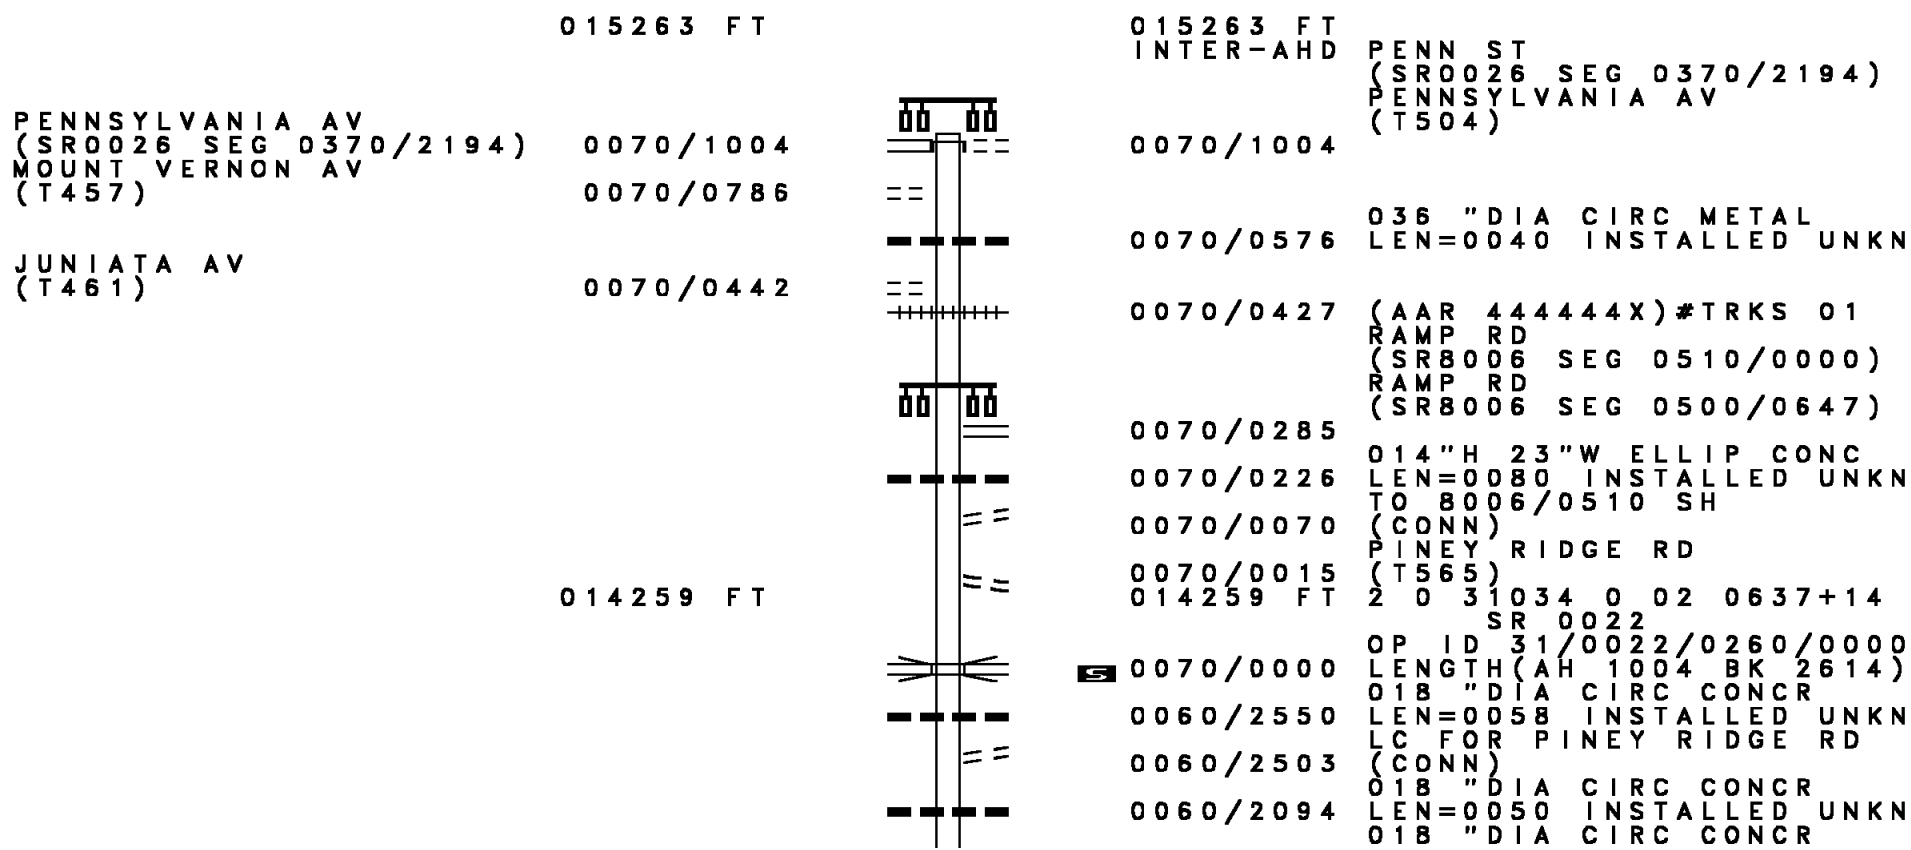 015263 FT 015263 FT
INTER-AHD PENN ST
(SR0026 SEG 0370/2194)
PENNSYLVANIA AV
PENNSYLVANIA AV (T504)
(SR0026 SEG 0370/2194) 0070/1004 0070/1004
MOUNT VERNON AV
(T457) 0070/0786
036 "DIA CIRC METAL
0070/0576 LEN=0040 INSTALLED UNKN
JUNIATA AV
(T461) 0070/0442
0070/0427 (AAR 444444X)#TRKS 01
RAMP RD
(SR8006 SEG 0510/0000)
RAMP RD
(SR8006 SEG 0500/0647)
0070/0285
014"H 23"W ELLIP CONC
0070/0226 LEN=0080 INSTALLED UNKN
TO 8006/0510 SH
0070/0070 (CONN)
PINEY RIDGE RD
0070/0015 (T565)
014259 FT 014259 FT 2 0 31034 0 02 0637+14
SR 0022
OP ID 31/0022/0260/0000
S 0070/0000 LENGTH(AH 1004 BK 2614)
018 "DIA CIRC CONCR
0060/2550 LEN=0058 INSTALLED UNKN
LC FOR PINEY RIDGE RD
0060/2503 (CONN)
018 "DIA CIRC CONCR
0060/2094 LEN=0050 INSTALLED UNKN
018 "DIA CIRC CONCR